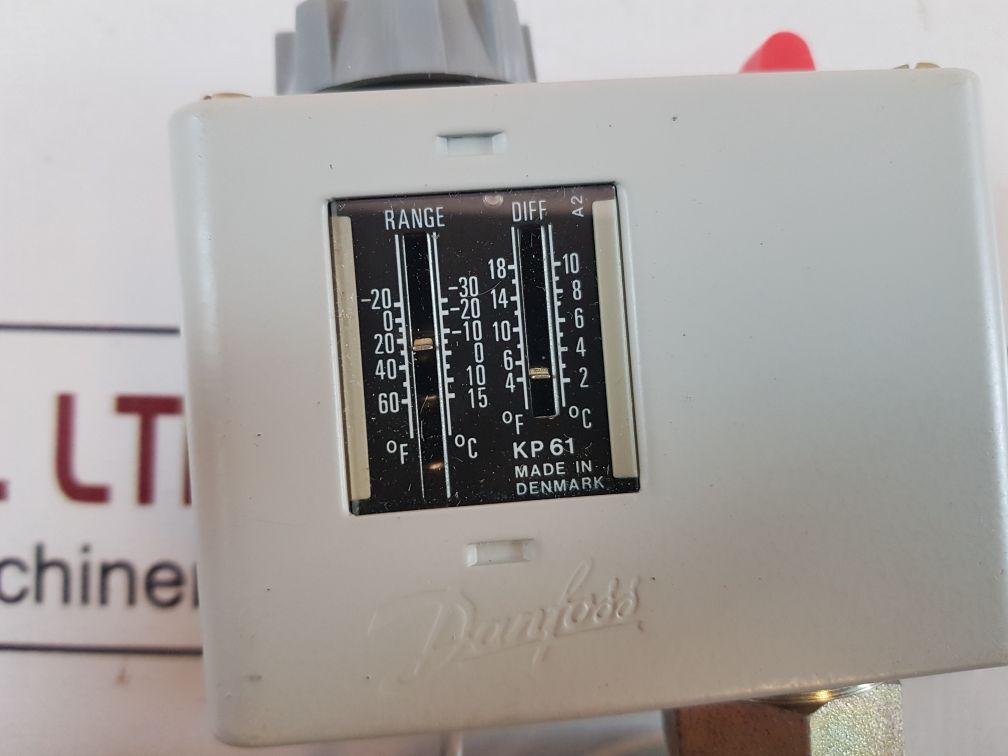 RANGE DIFF A2
-20 -30 18 10
0 -20 14 8
20 -10 10 6
40 0 6 4
60 10 4 2
15
°F °C °F °C
KP 61
MADE IN
DENMARK
Danfoss
LT
chiner